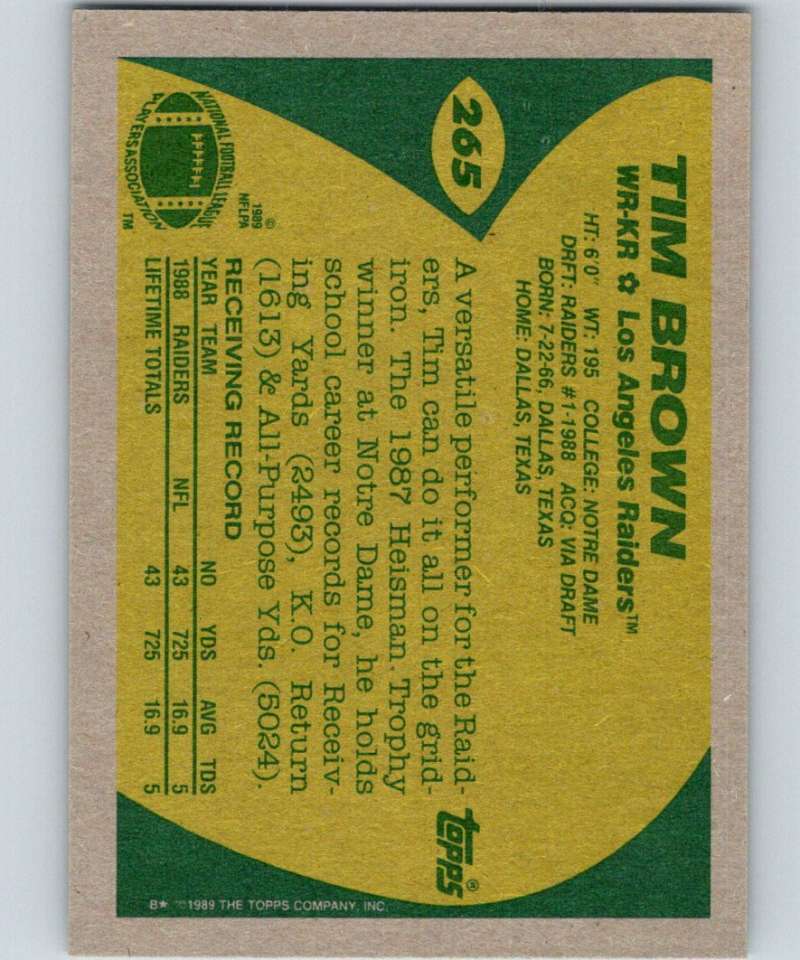 265
TIM BROWN
WR-KR ✩ Los Angeles Raiders™
HT: 6'0" WT: 195 COLLEGE: NOTRE DAME
DRFT: RAIDERS #1-1988 ACQ: VIA DRAFT
BORN: 7-22-66, DALLAS, TEXAS
HOME: DALLAS, TEXAS
A versatile performer for the Raid-
ers, Tim can do it all on the grid-
iron. The 1987 Heisman Trophy
winner at Notre Dame, he holds
school career records for Receiv-
ing Yards (2493), K.O. Return
(1613) & All-Purpose Yds. (5024).
topps®
NATIONAL FOOTBALL LEAGUE
PLAYERS ASSOCIATION
TM
©
1989
NFLPA
RECEIVING RECORD
YEAR TEAM NO YDS AVG TDS
1988 RAIDERS NFL 43 725 16.9 5
LIFETIME TOTALS 43 725 16.9 5
B★ ©1989 THE TOPPS COMPANY, INC.